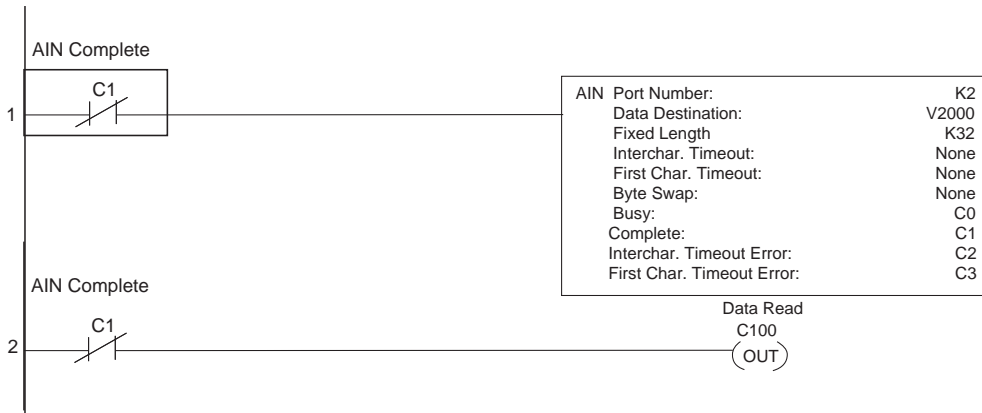 AIN Complete
C1
1
AIN Port Number: K2
Data Destination: V2000
Fixed Length K32
Interchar. Timeout: None
First Char. Timeout: None
Byte Swap: None
Busy: C0
Complete: C1
Interchar. Timeout Error: C2
First Char. Timeout Error: C3
AIN Complete
C1
2
Data Read
C100
OUT